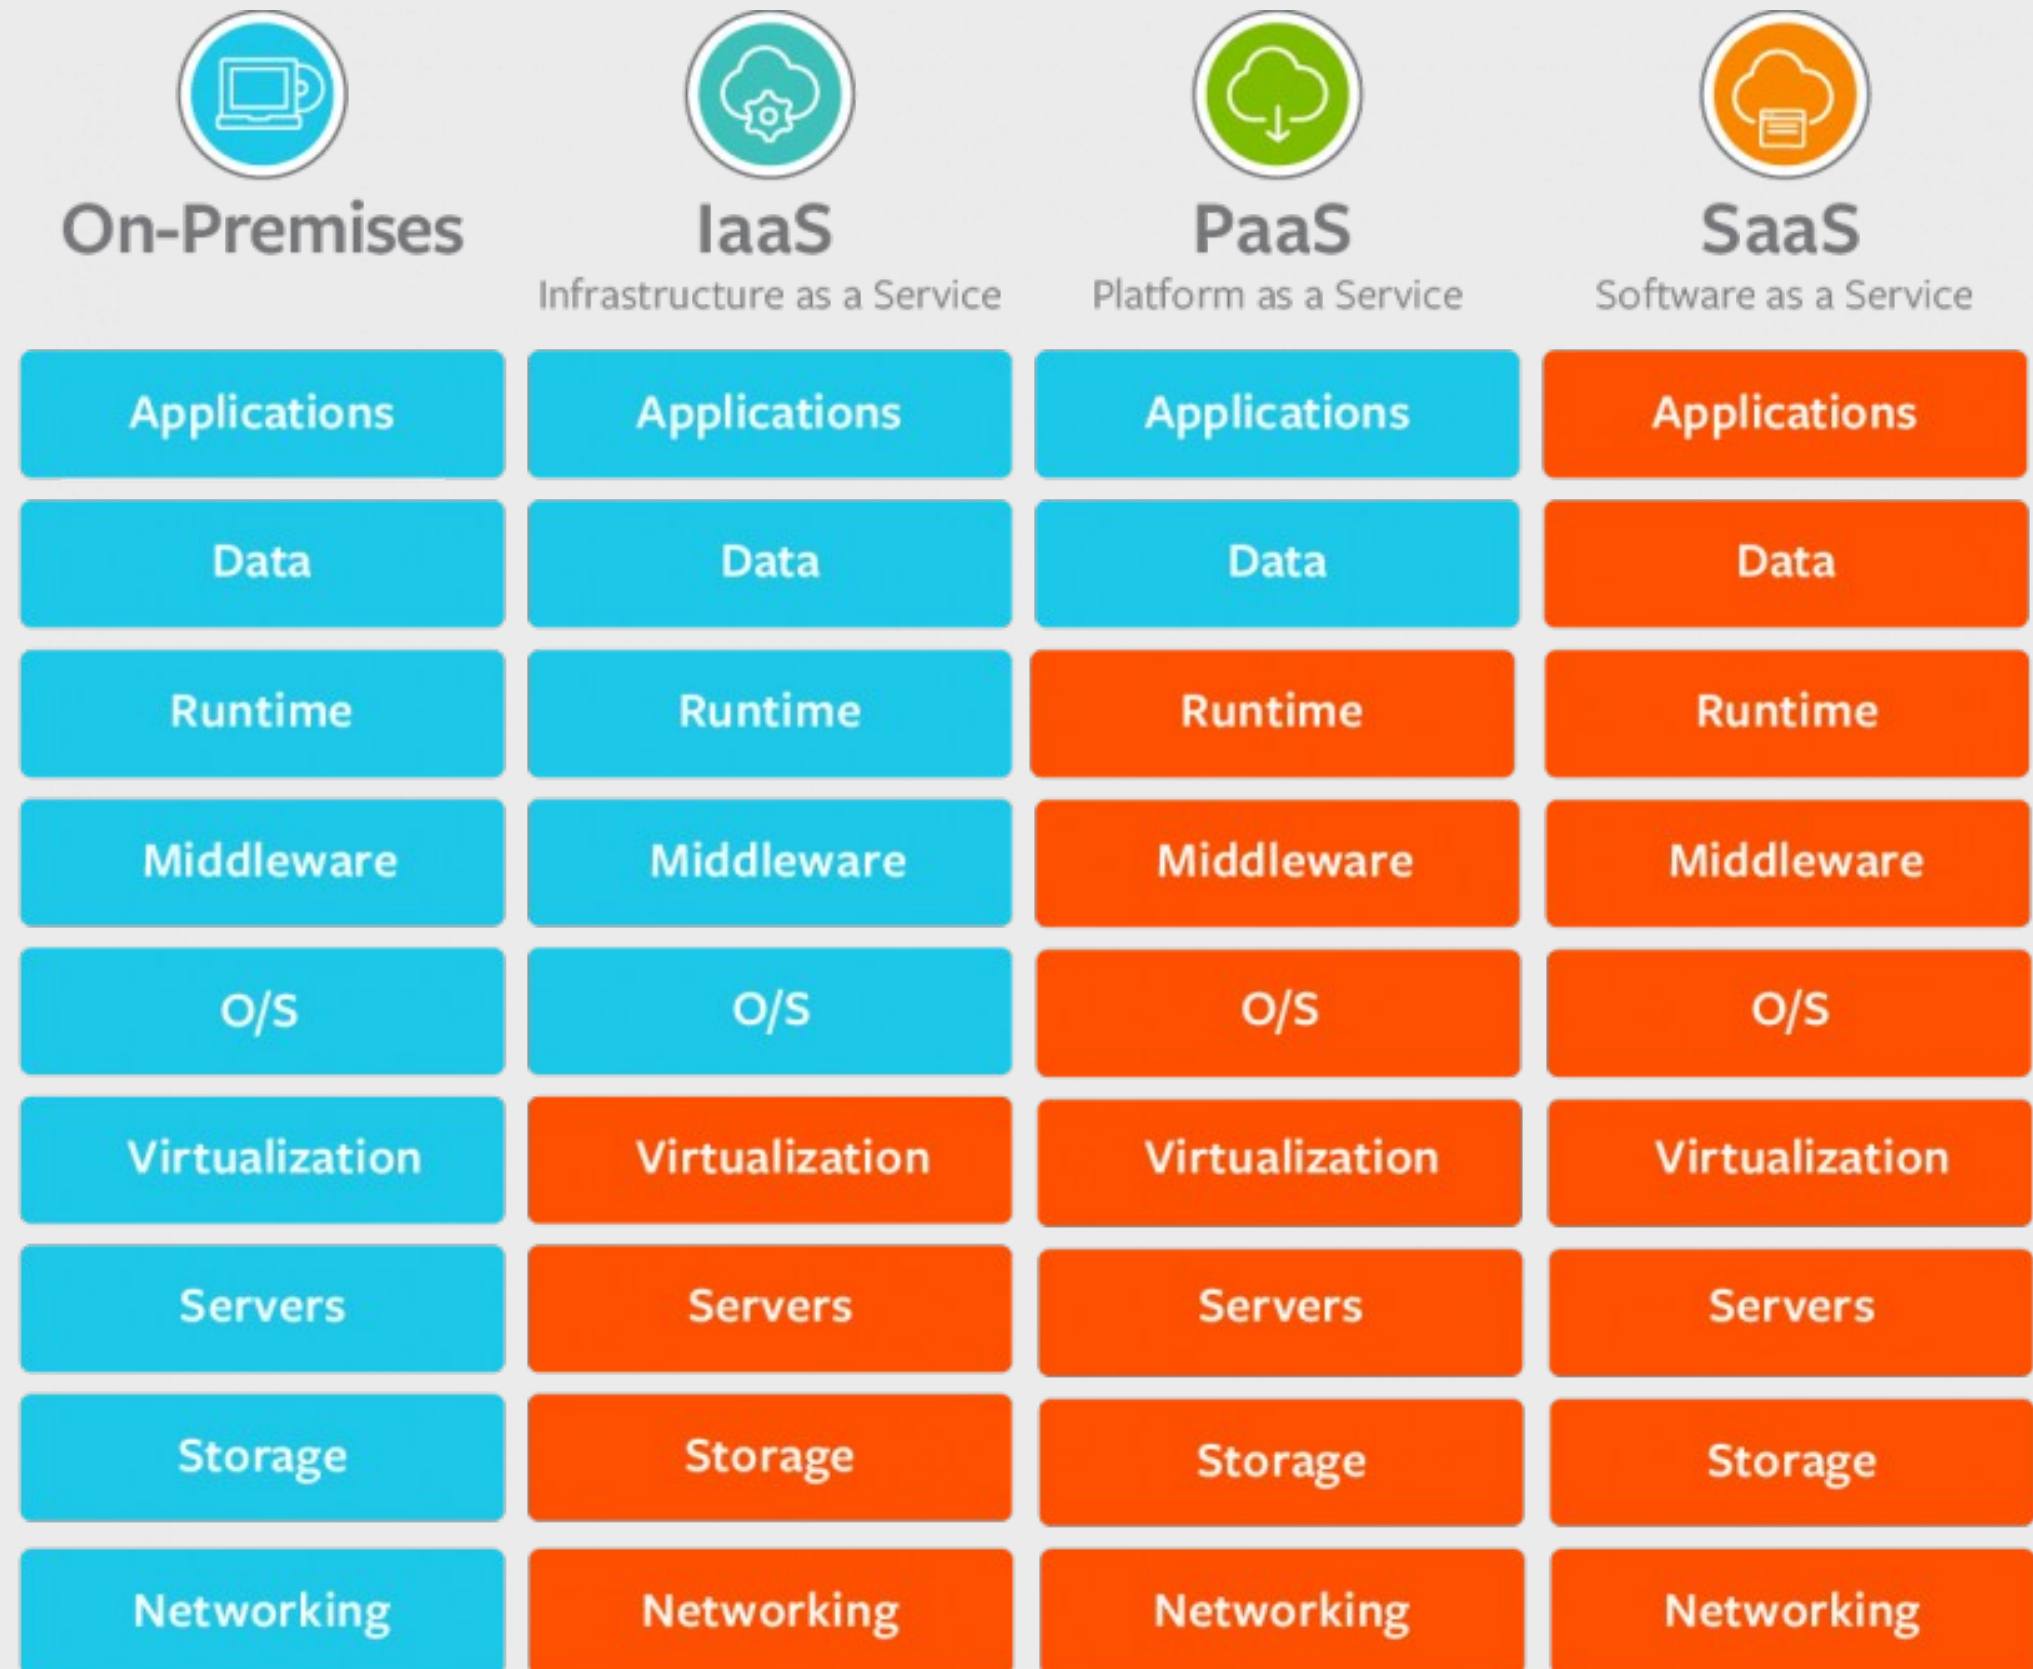 On-Premises
IaaS
Infrastructure as a Service
PaaS
Platform as a Service
SaaS
Software as a Service
Applications
Applications
Applications
Applications
Data
Data
Data
Data
Runtime
Runtime
Runtime
Runtime
Middleware
Middleware
Middleware
Middleware
O/S
O/S
O/S
O/S
Virtualization
Virtualization
Virtualization
Virtualization
Servers
Servers
Servers
Servers
Storage
Storage
Storage
Storage
Networking
Networking
Networking
Networking